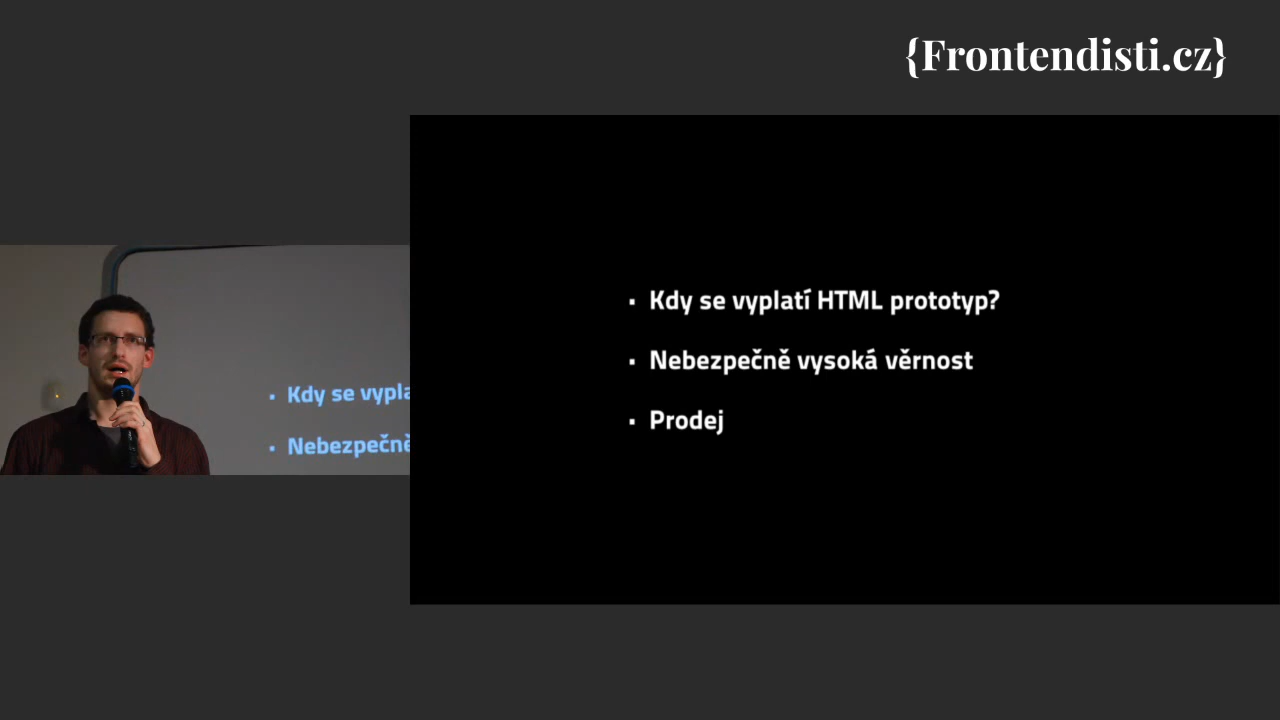 {Frontendisti.cz}
• Kdy se vyplatí HTML prototyp?
• Nebezpečně vysoká věrnost
• Prodej
• Kdy se vypla
• Nebezpečně